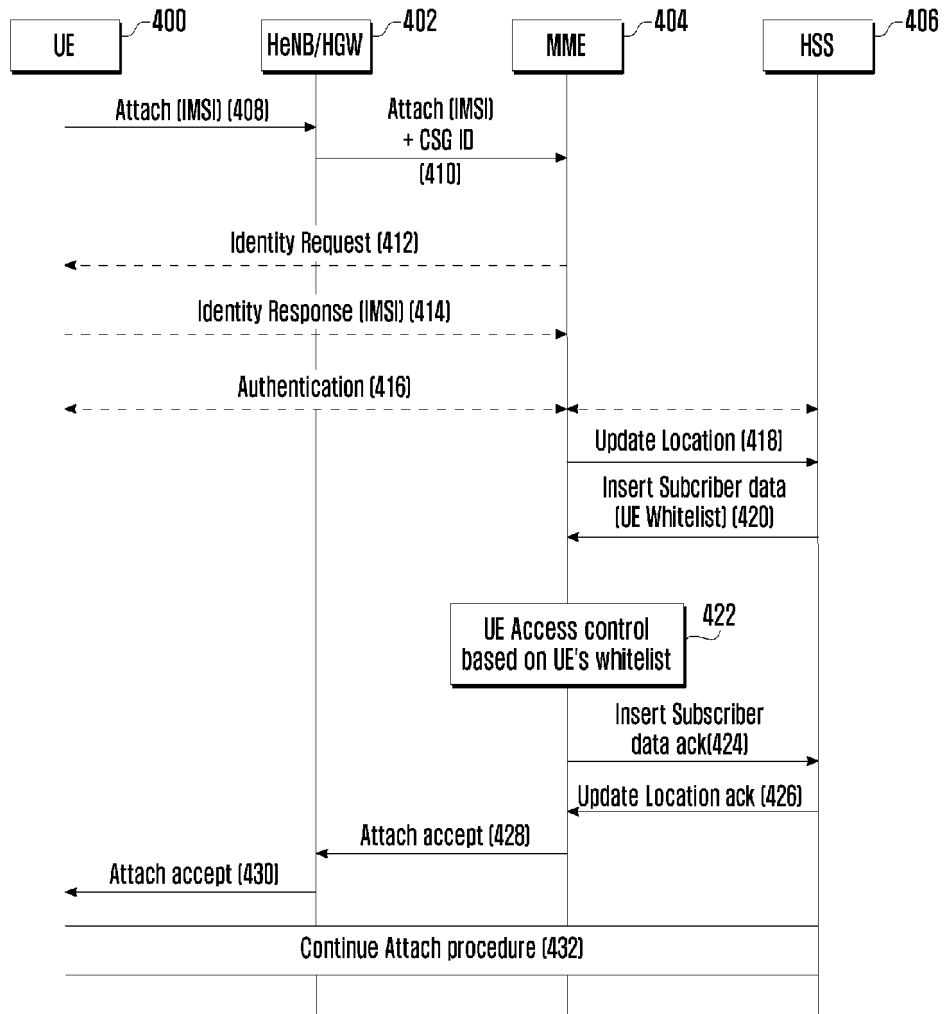 400
402
404
406
UE
HeNB/HGW
MME
HSS
Attach (IMSI) (408)
Attach (IMSI)
+ CSG ID
(410)
Identity Request (412)
Identity Response (IMSI) (414)
Authentication (416)
Update Location (418)
Insert Subcriber data
(UE Whitelist) (420)
422
UE Access control
based on UE's whitelist
Insert Subscriber
data ack(424)
Update Location ack (426)
Attach accept (428)
Attach accept (430)
Continue Attach procedure (432)